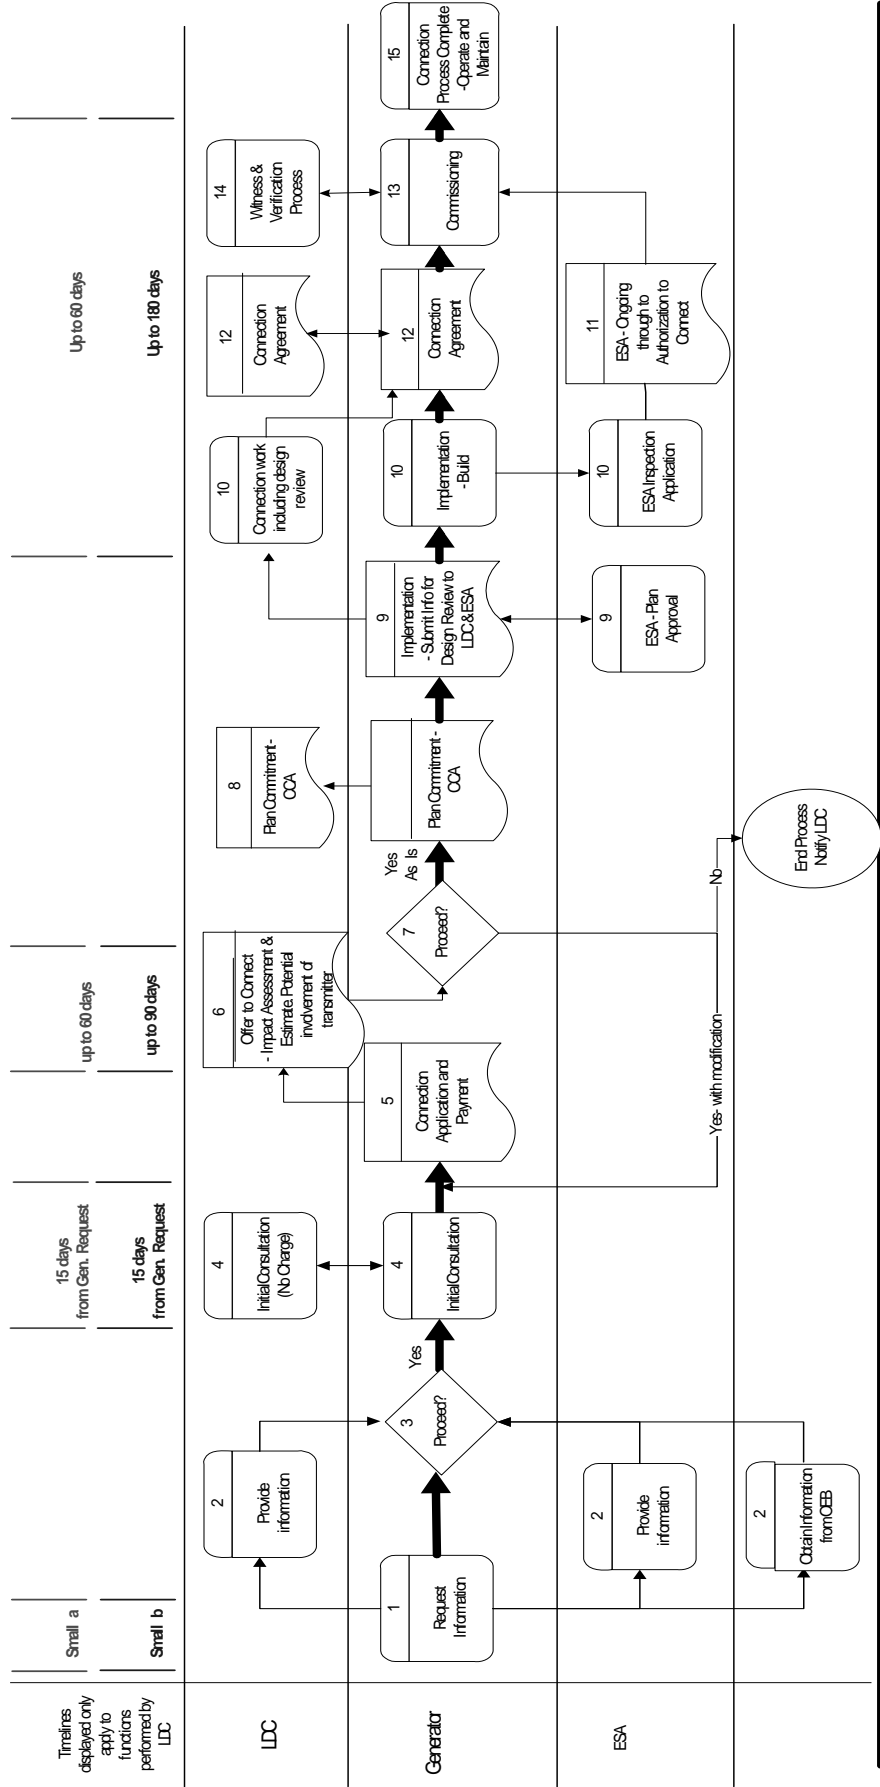 Timelines
displayed only
apply to
functions
performed by
LDC
Small a
Small b
15 days
from Gen. Request
15 days
from Gen. Request
up to 60 days
up to 90 days
Up to 60 days
Up to 180 days
LDC
2
Provide
information
4
Initial Consultation
(No Charge)
6
Offer to Connect
- Impact Assessment &
Estimate. Potential
involvement of
transmitter
8
Plan Commitment -
CCA
10
Connection work
including design
review
12
Connection
Agreement
14
Witness &
Verification
Process
Generator
1
Request
Information
3
Proceed?
Yes
4
Initial Consultation
5
Connection
Application and
Payment
7
Proceed?
Yes
As Is
Plan Commitment -
CCA
9
Implementation
- Submit Info for
Design Review to
LDC & ESA
10
Implementation
- Build
12
Connection
Agreement
13
Commissioning
15
Connection
Process Complete
-Operate and
Maintain
ESA
2
Provide
information
Yes- with modification
No
9
ESA - Plan
Approval
10
ESA Inspection
Application
11
ESA - Ongoing
through to
Authorization to
Connect
2
Obtain Information
from OEB
End Process
Notify LDC